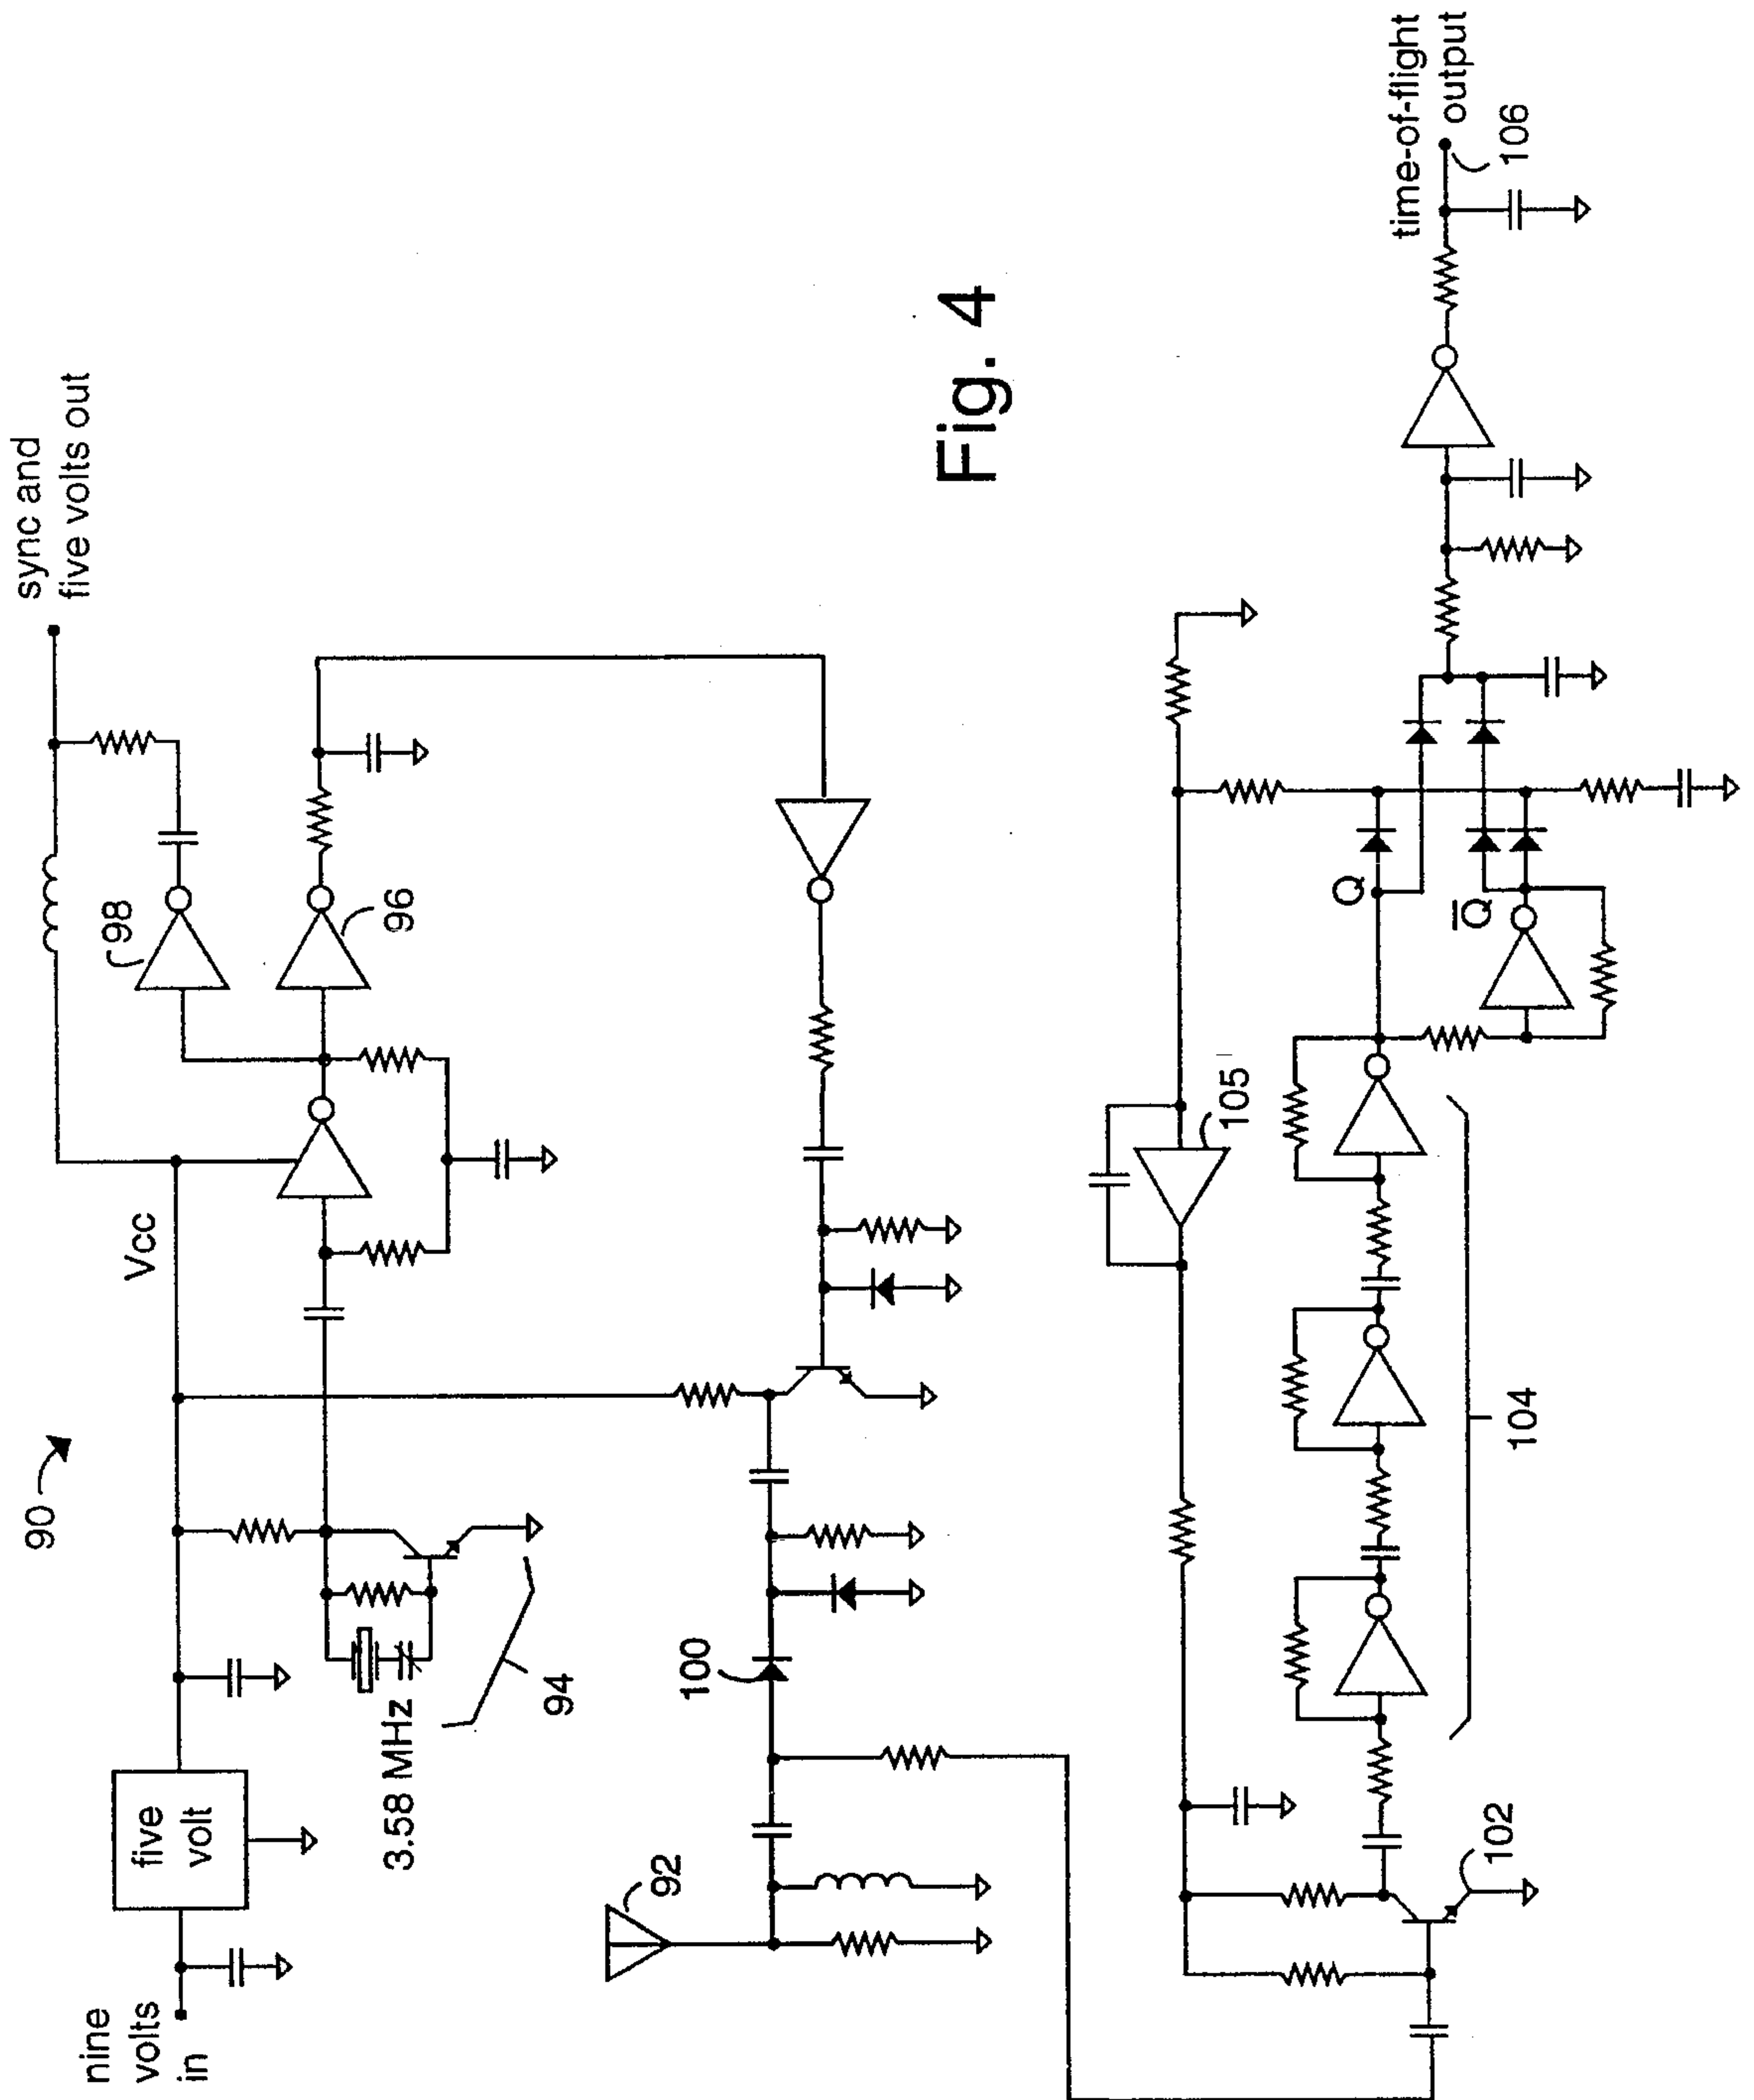 sync and
five volts out
90
Vcc
98
96
nine
volts
in
five
volt
3.58 MHz
94
92
100
Fig. 4
105
Q
Q̅
102
104
time-of-flight
output
106